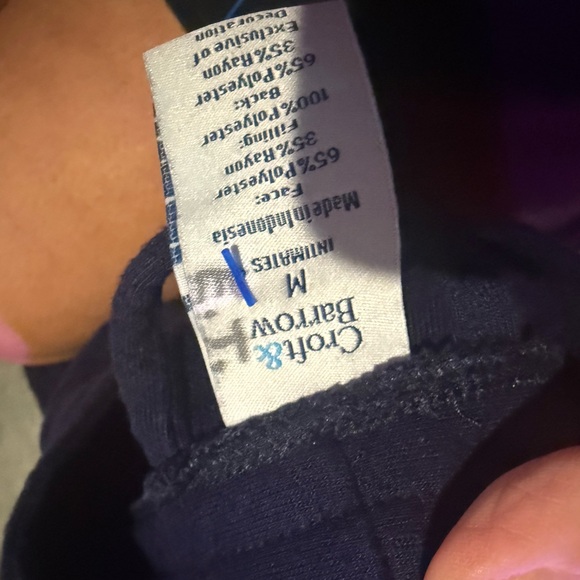 Croft&
Barrow
M
INTIMATES
Made in Indonesia
Face:
65%Polyester
35%Rayon
Filling:
100%Polyester
Back:
65%Polyester
35%Rayon
Exclusive of
Decoration